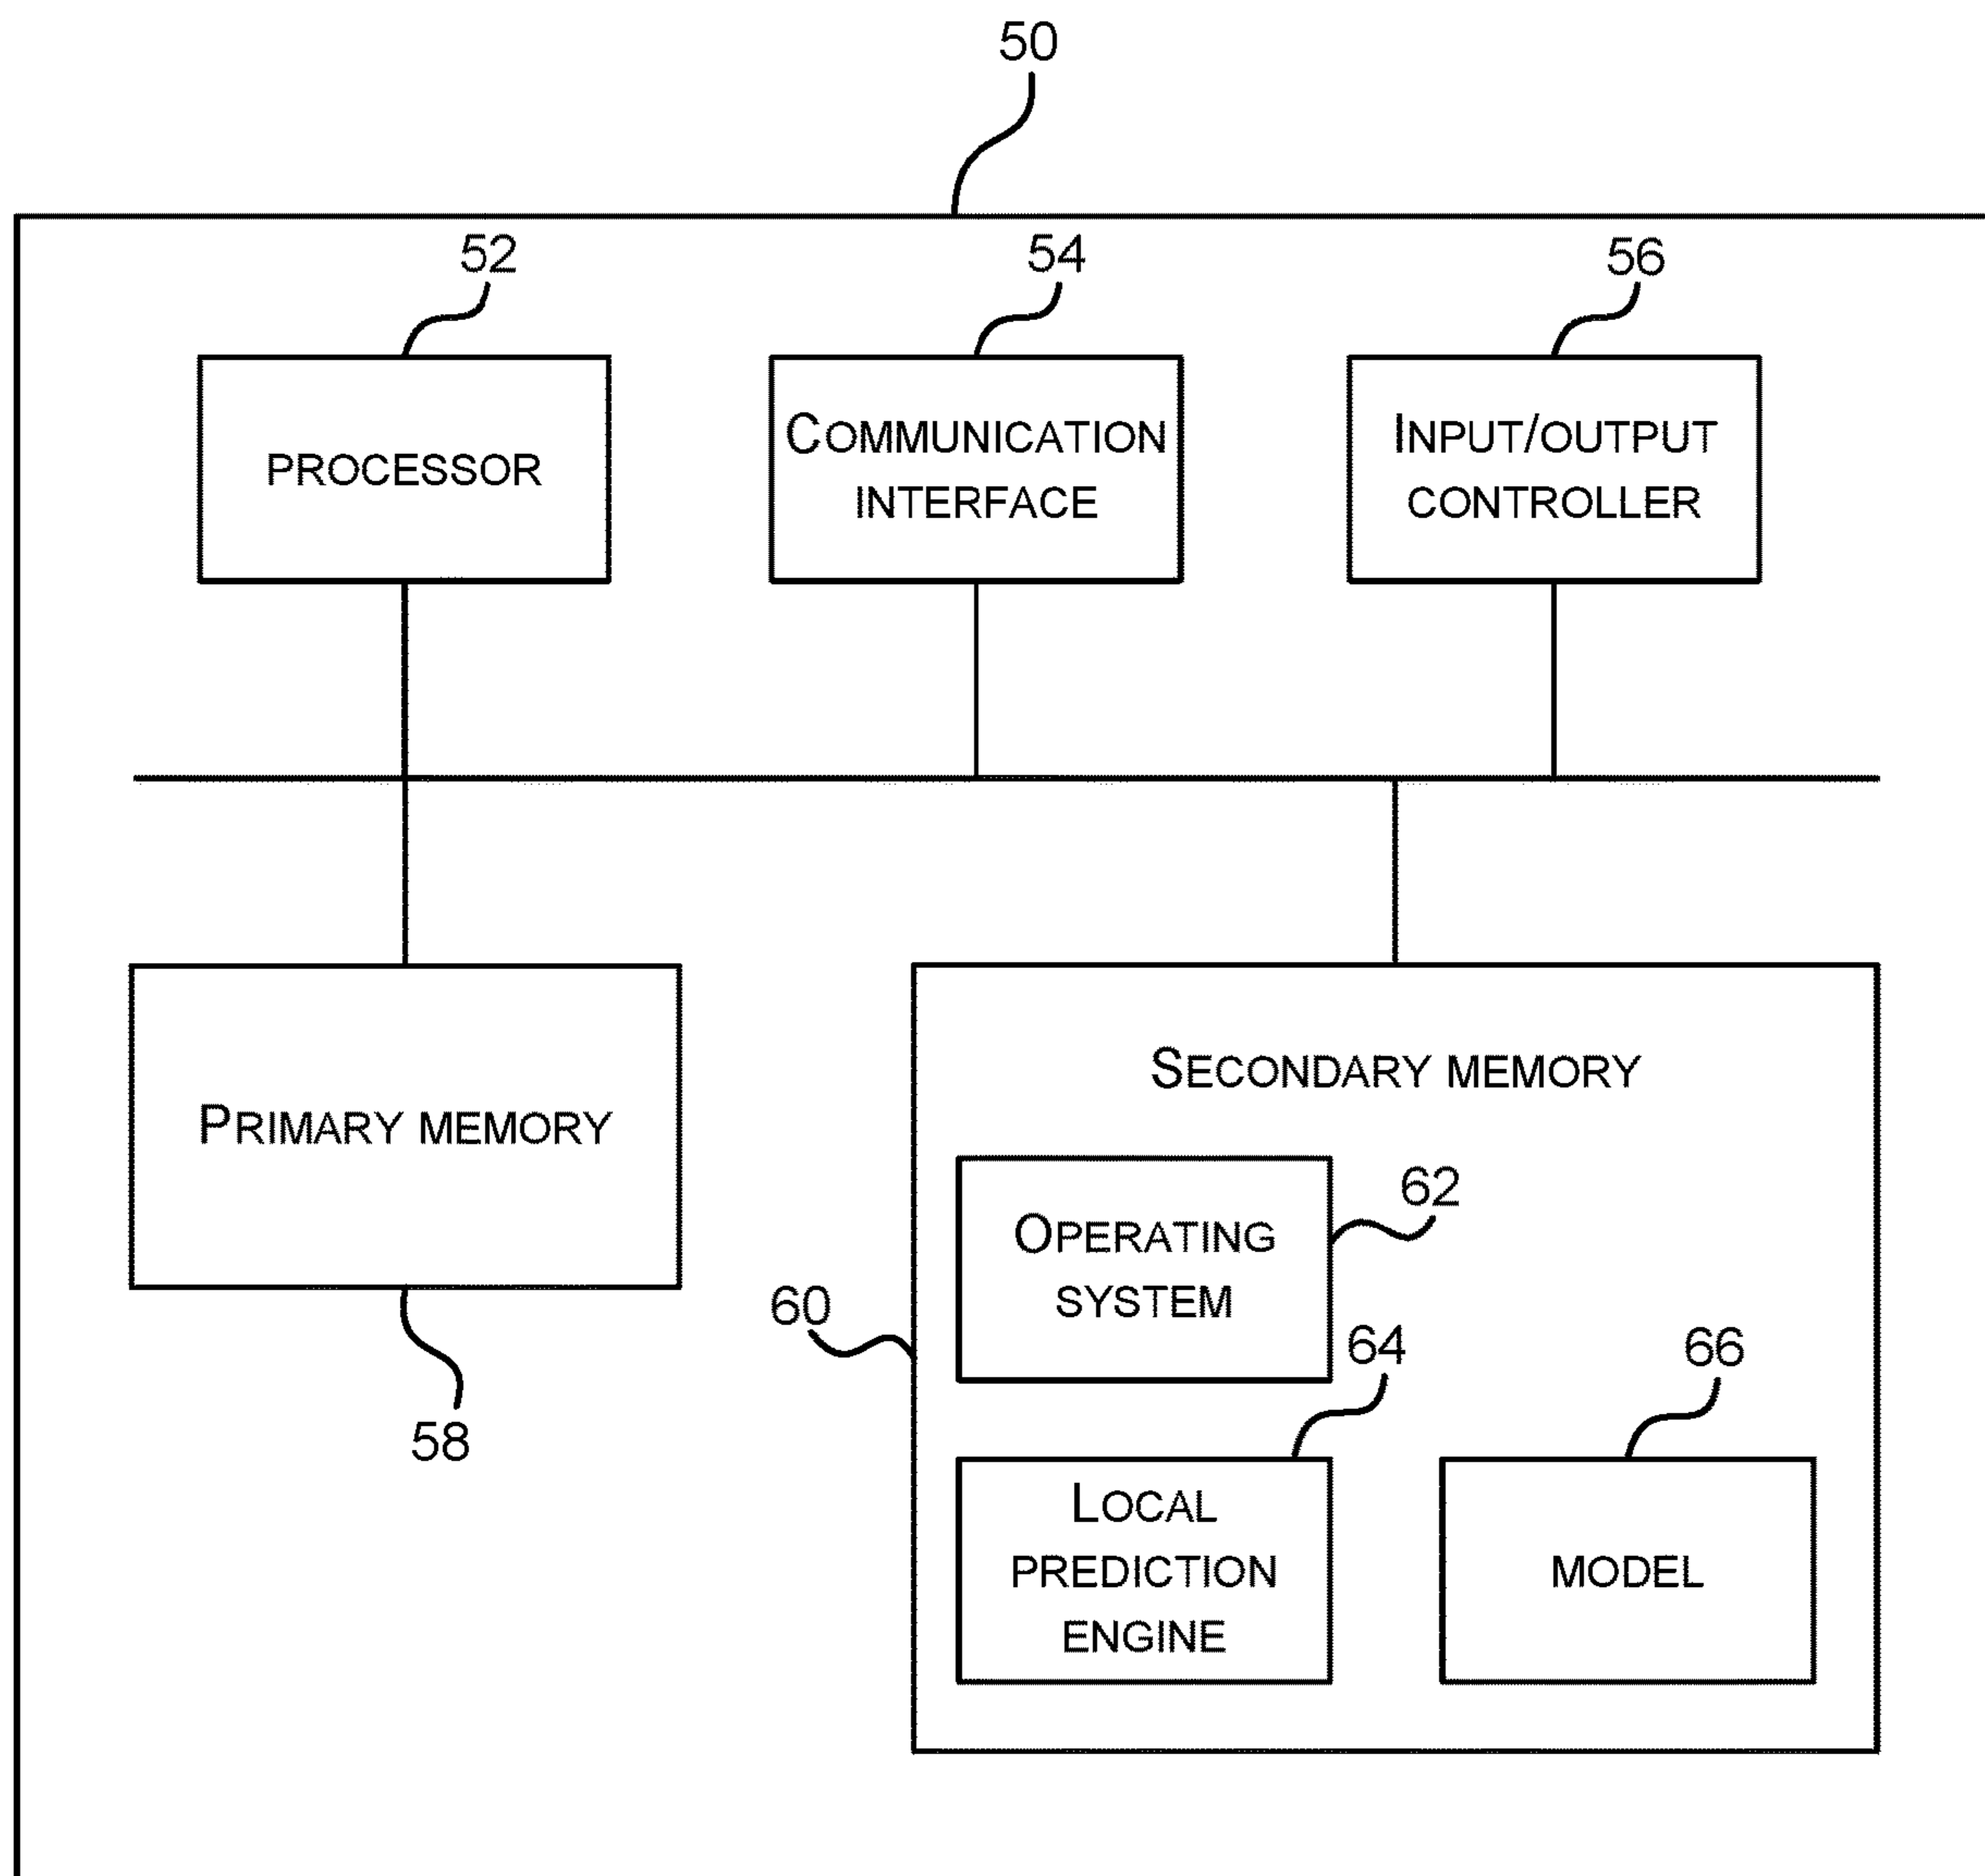 50
52
54
56
PROCESSOR
COMMUNICATION
INTERFACE
INPUT/OUTPUT
CONTROLLER
PRIMARY MEMORY
58
SECONDARY MEMORY
60
OPERATING
SYSTEM
62
LOCAL
PREDICTION
ENGINE
64
MODEL
66